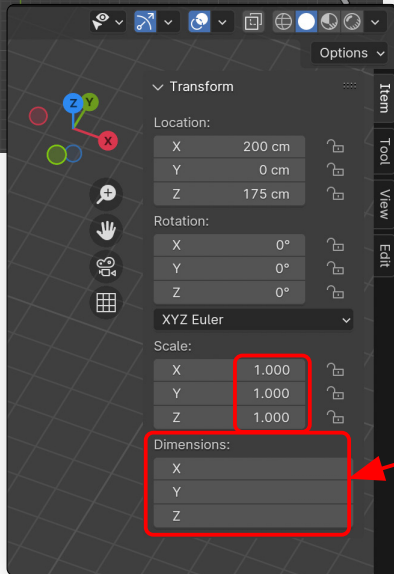 Options
Z
Y
X
Transform
Location:
X 200 cm
Y 0 cm
Z 175 cm
Rotation:
X 0°
Y 0°
Z 0°
XYZ Euler
Scale:
X 1.000
Y 1.000
Z 1.000
Dimensions:
X
Y
Z
Item
Tool
View
Edit